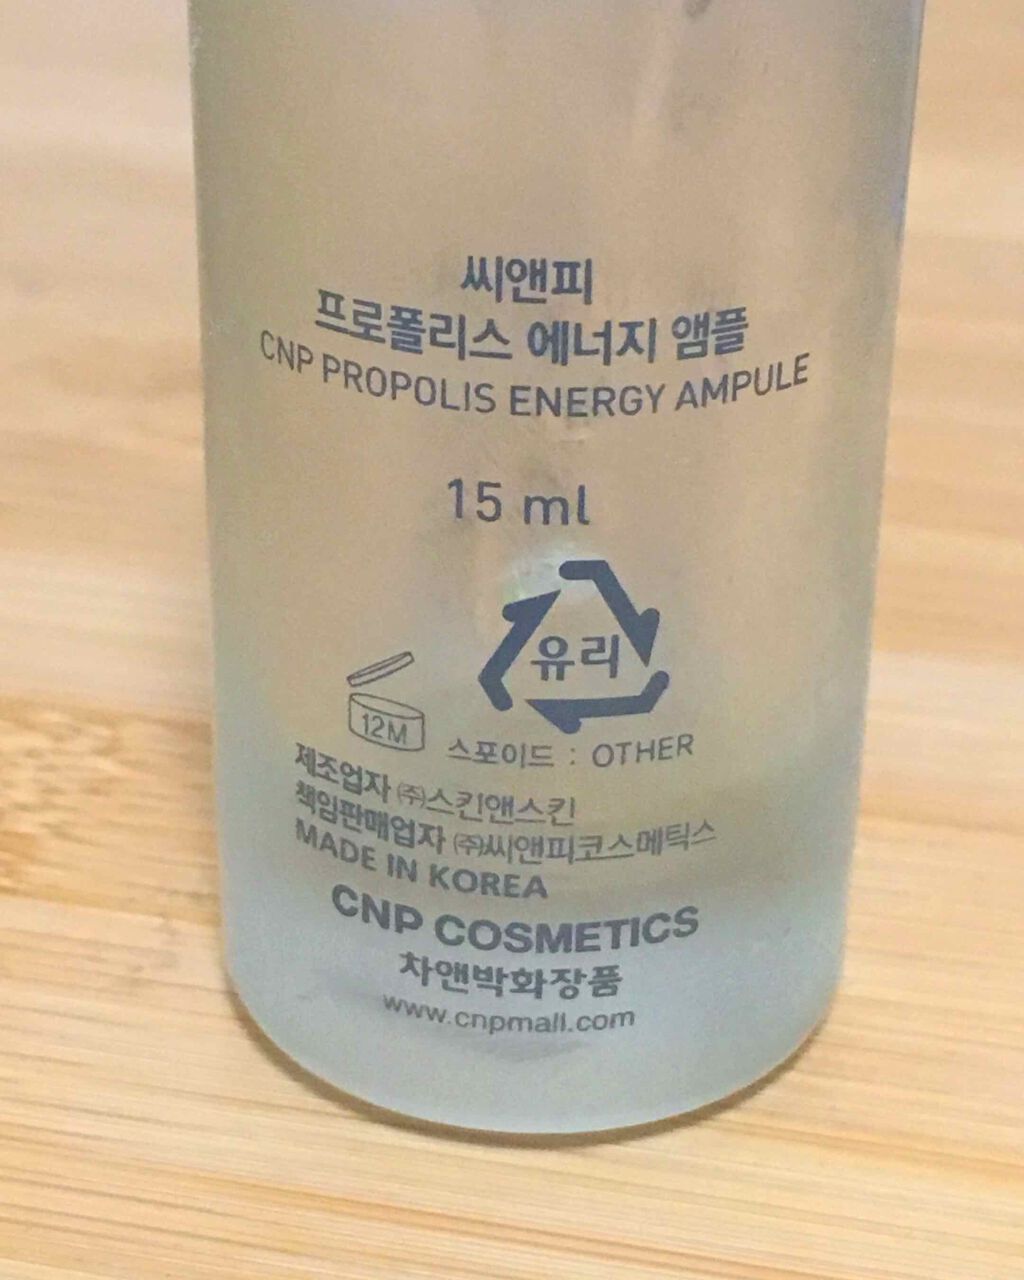 씨앤피
프로폴리스 에너지 앰플
CNP PROPOLIS ENERGY AMPULE
15 ml
유리
12M
스포이드 : OTHER
제조업자 ㈜스킨앤스킨
책임판매업자 ㈜씨앤피코스메틱스
MADE IN KOREA
CNP COSMETICS
차앤박화장품
www.cnpmall.com